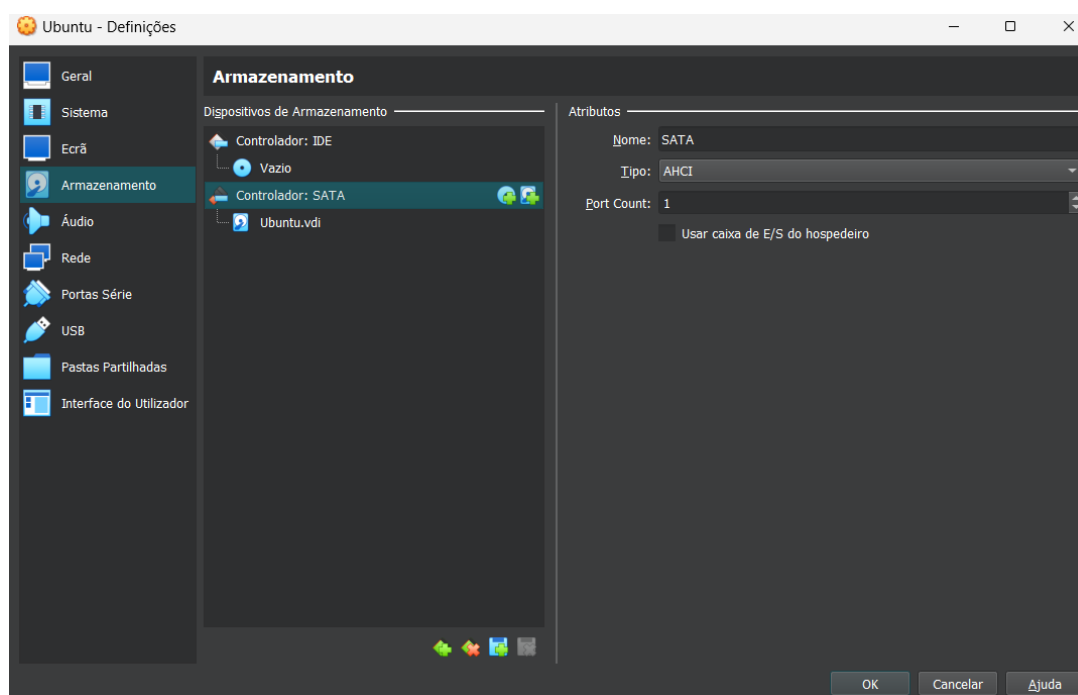 Ubuntu - Definições
Geral
Sistema
Ecrã
Armazenamento
Áudio
Rede
Portas Série
USB
Pastas Partilhadas
Interface do Utilizador
Armazenamento
Dispositivos de Armazenamento
Controlador: IDE
Vazio
Controlador: SATA
Ubuntu.vdi
Atributos
Nome: SATA
Tipo: AHCI
Port Count: 1
Usar caixa de E/S do hospedeiro
OK Cancelar Ajuda